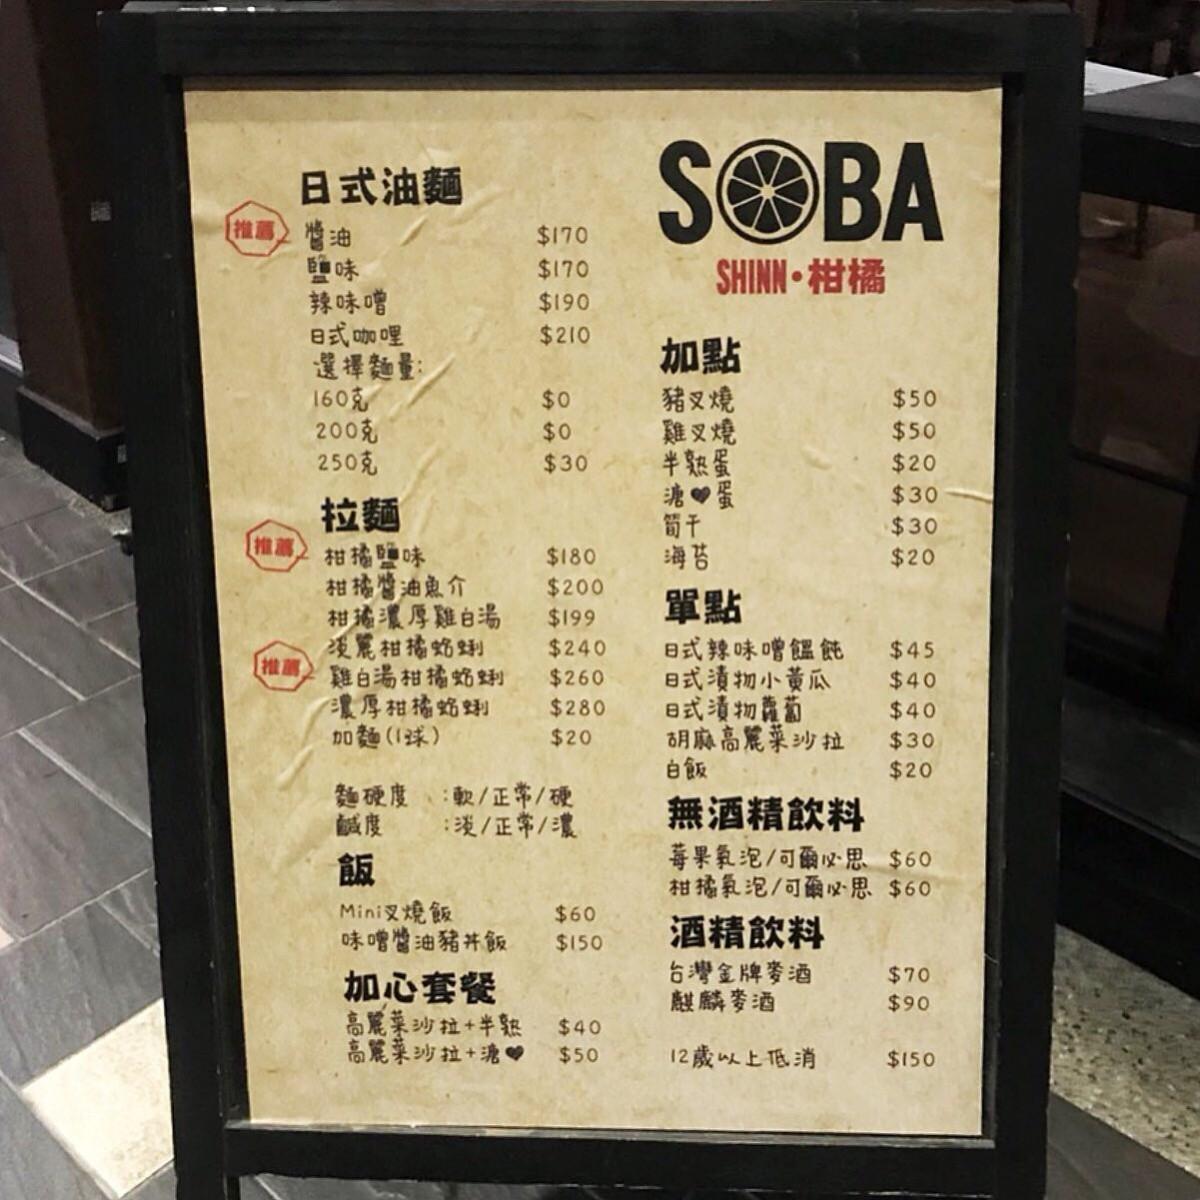 日式油麵
推薦 醬油 $170
鹽味 $170
辣味噌 $190
日式咖哩 $210
選擇麵量:
160克 $0
200克 $0
250克 $30
拉麵
推薦 柑橘鹽味 $180
柑橘醬油魚介 $200
柑橘濃厚雞白湯 $199
淡麗柑橘蛤蜊 $240
推薦 雞白湯柑橘蛤蜊 $260
濃厚柑橘蛤蜊 $280
加麵(1球) $20
麵硬度 :軟/正常/硬
鹹度 :淡/正常/濃
飯
Mini叉燒飯 $60
味噌醬油豬丼飯 $150
加心套餐
高麗菜沙拉+半熟 $40
高麗菜沙拉+溏♥ $50
SOBA
SHINN·柑橘
加點
豬叉燒 $50
雞叉燒 $50
半熟蛋 $20
溏♥蛋 $30
筍干 $30
海苔 $20
單點
日式辣味噌餛飩 $45
日式漬物小黃瓜 $40
日式漬物蘿蔔 $40
胡麻高麗菜沙拉 $30
白飯 $20
無酒精飲料
莓果氣泡/可爾必思 $60
柑橘氣泡/可爾必思 $60
酒精飲料
台灣金牌麥酒 $70
麒麟麥酒 $90
12歲以上低消 $150